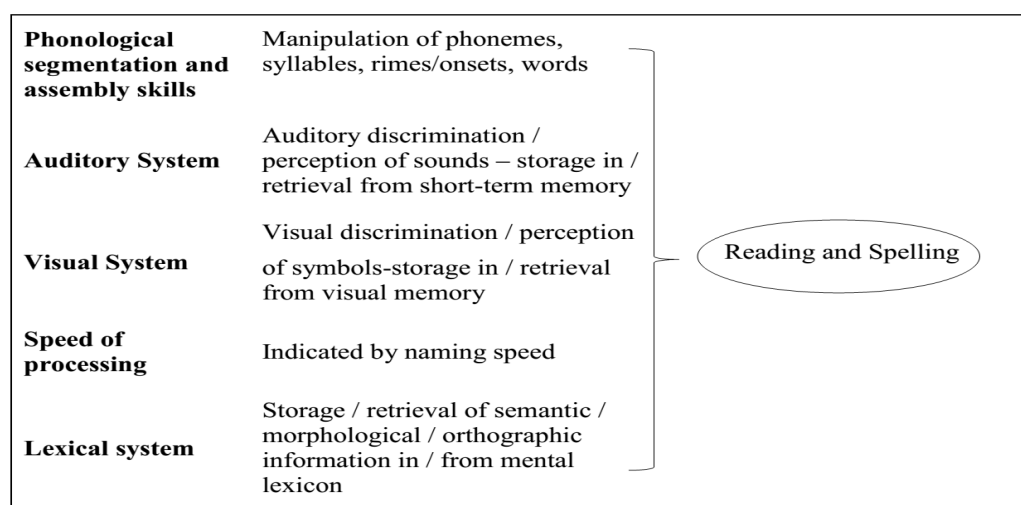 Phonological
segmentation and
assembly skills
Manipulation of phonemes,
syllables, rimes/onsets, words
Auditory System
Auditory discrimination /
perception of sounds – storage in /
retrieval from short-term memory
Visual System
Visual discrimination / perception
of symbols-storage in / retrieval
from visual memory
Speed of
processing
Indicated by naming speed
Lexical system
Storage / retrieval of semantic /
morphological / orthographic
information in / from mental
lexicon
Reading and Spelling